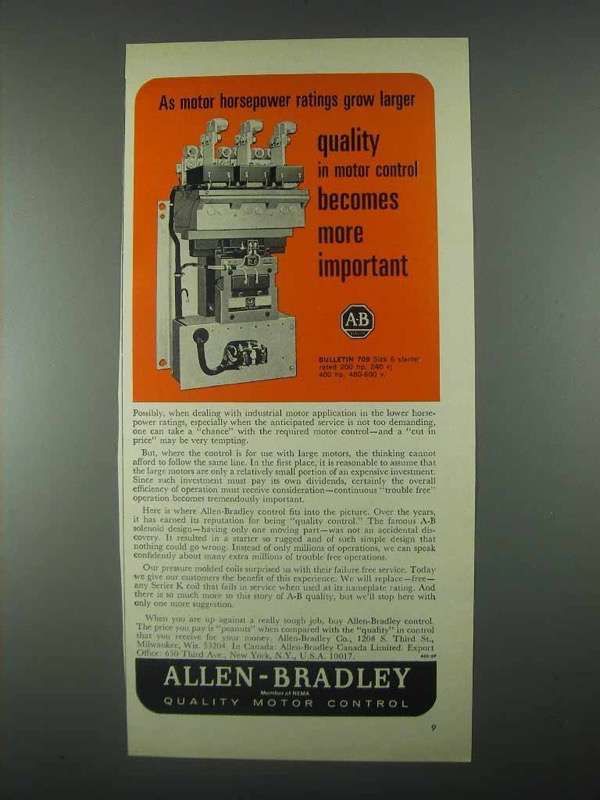 As motor horsepower ratings grow larger
quality
in motor control
becomes
more
important
A-B
BULLETIN 709 Size 6 starter
rated 200 hp, 240 v;
400 hp, 480-600 v.
Possibly, when dealing with industrial motor application in the lower horse-
power ratings, especially when the anticipated service is not too demanding,
one can take a "chance" with the required motor control—and a "cut in
price" may be very tempting.
But, where the control is for use with large motors, the thinking cannot
afford to follow the same line. In the first place, it is reasonable to assume that
the large motors are only a relatively small portion of an expensive investment.
Since such investment must pay its own dividends, certainly the overall
efficiency of operation must receive consideration—continuous "trouble free"
operation becomes tremendously important.
Here is where Allen-Bradley control fits into the picture. Over the years,
it has earned its reputation for being "quality control." The famous A-B
solenoid design—having only one moving part—was not an accidental dis-
covery. It resulted in a starter so rugged and of such simple design that
nothing could go wrong. Instead of only millions of operations, we can speak
confidently about many extra millions of trouble free operations.
Our pressure molded coils surprised us with their failure free service. Today
we give our customers the benefit of this experience. We will replace—free—
any Series K coil that fails in service when used at its nameplate rating. And
there is so much more to this story of A-B quality, but we'll stop here with
only one more suggestion.
When you are up against a really tough job, buy Allen-Bradley control.
The price you pay is "peanuts" when compared with the "quality" in control
that you receive for your money. Allen-Bradley Co., 1208 S. Third St.,
Milwaukee, Wis. 53204. In Canada: Allen-Bradley Canada Limited. Export
Office: 630 Third Ave., New York, N.Y., U.S.A. 10017.
ALLEN-BRADLEY
Member of NEMA
QUALITY MOTOR CONTROL
9